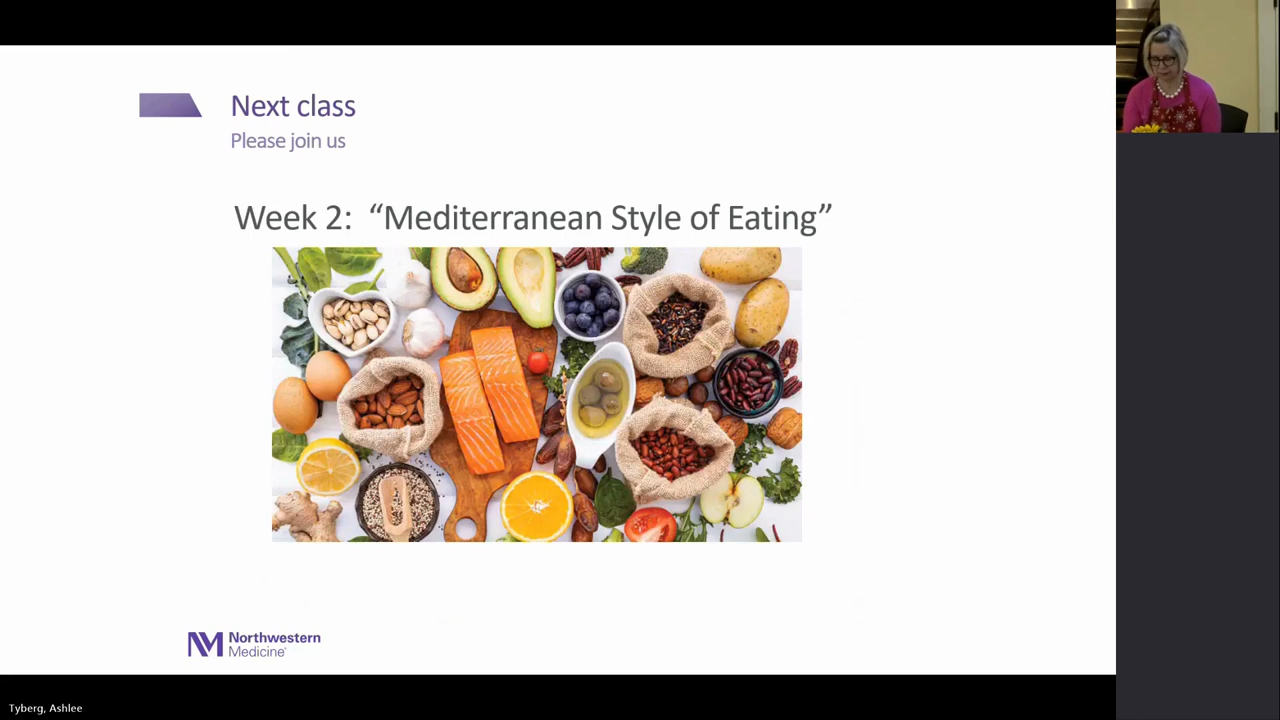 Next class
Please join us
Week 2: “Mediterranean Style of Eating”
Northwestern
Medicine®
Tyberg, Ashlee